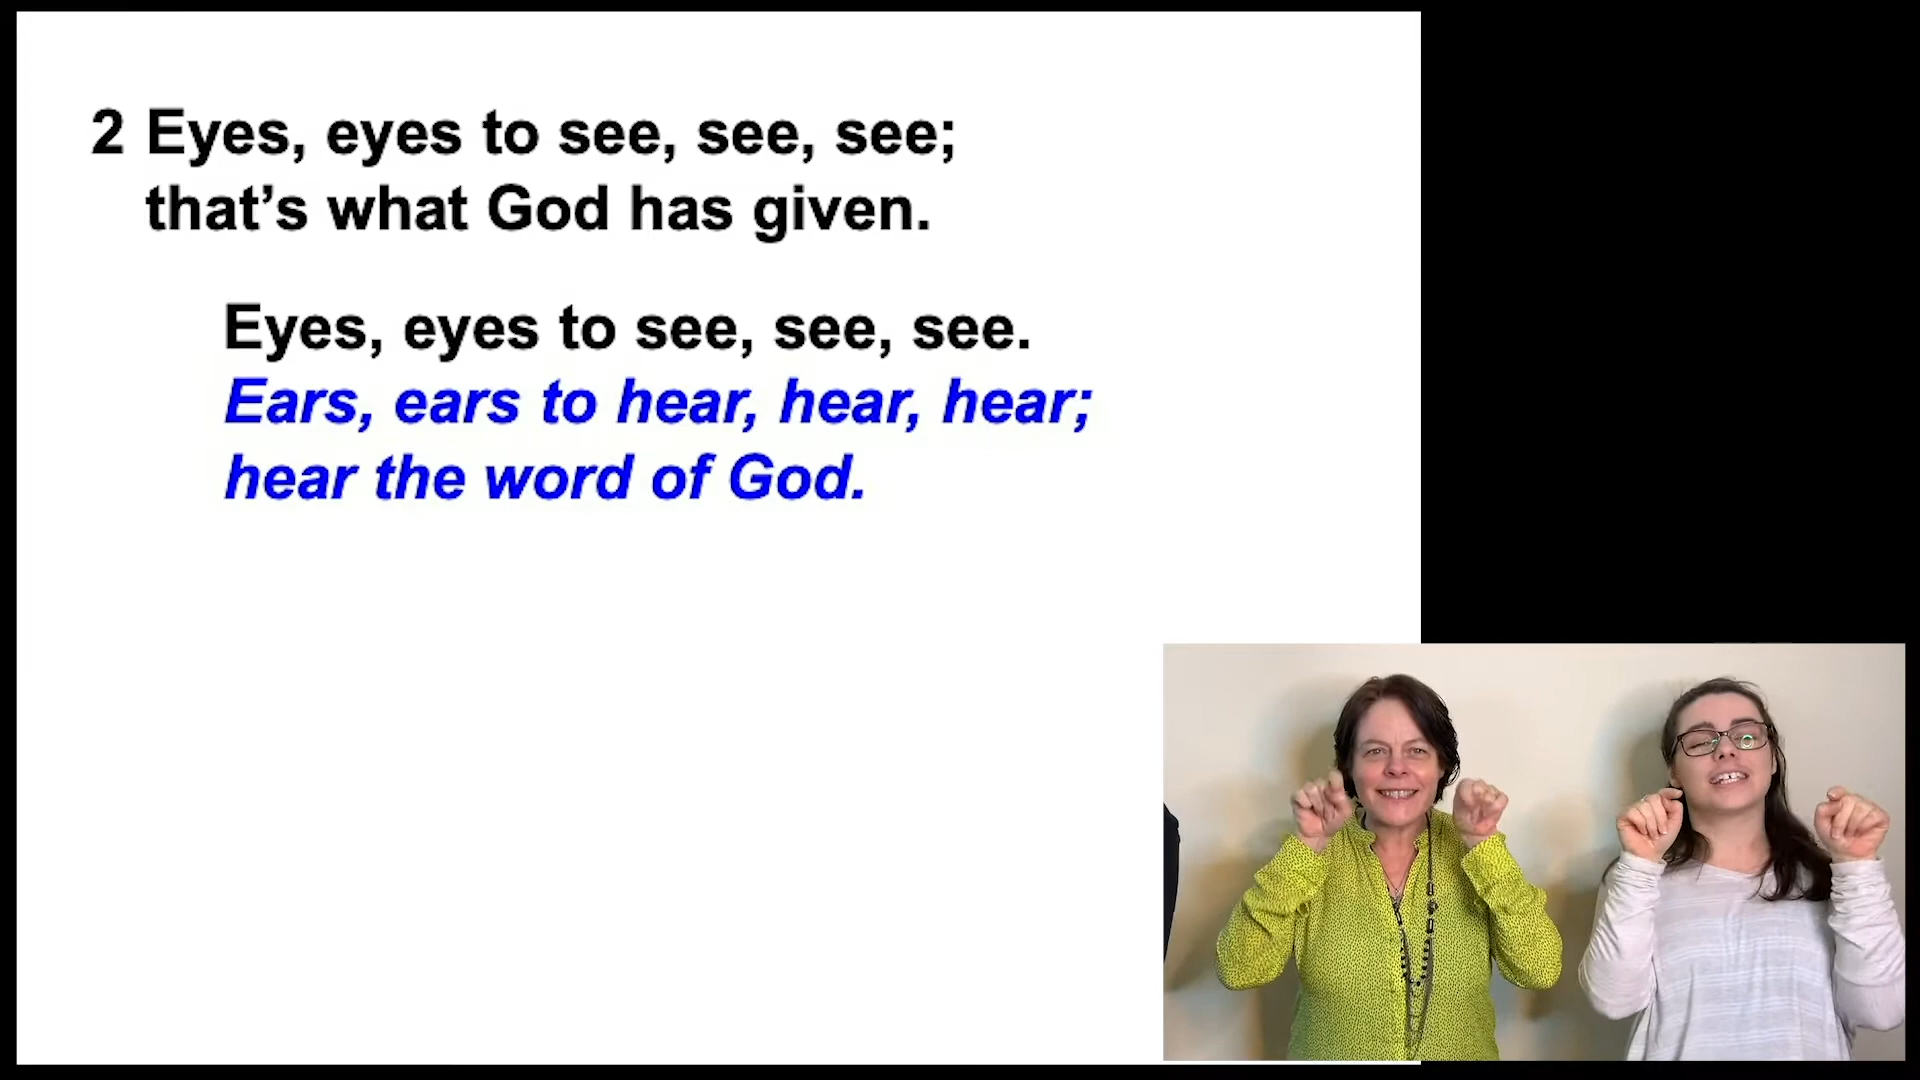 2 Eyes, eyes to see, see, see;
that’s what God has given.
Eyes, eyes to see, see, see.
Ears, ears to hear, hear, hear;
hear the word of God.